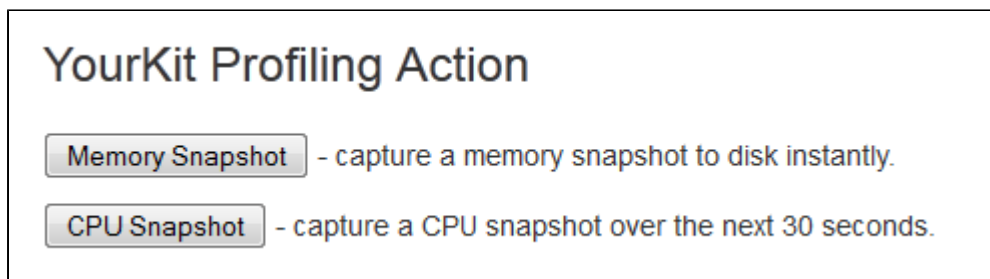 YourKit Profiling Action
Memory Snapshot - capture a memory snapshot to disk instantly.
CPU Snapshot - capture a CPU snapshot over the next 30 seconds.